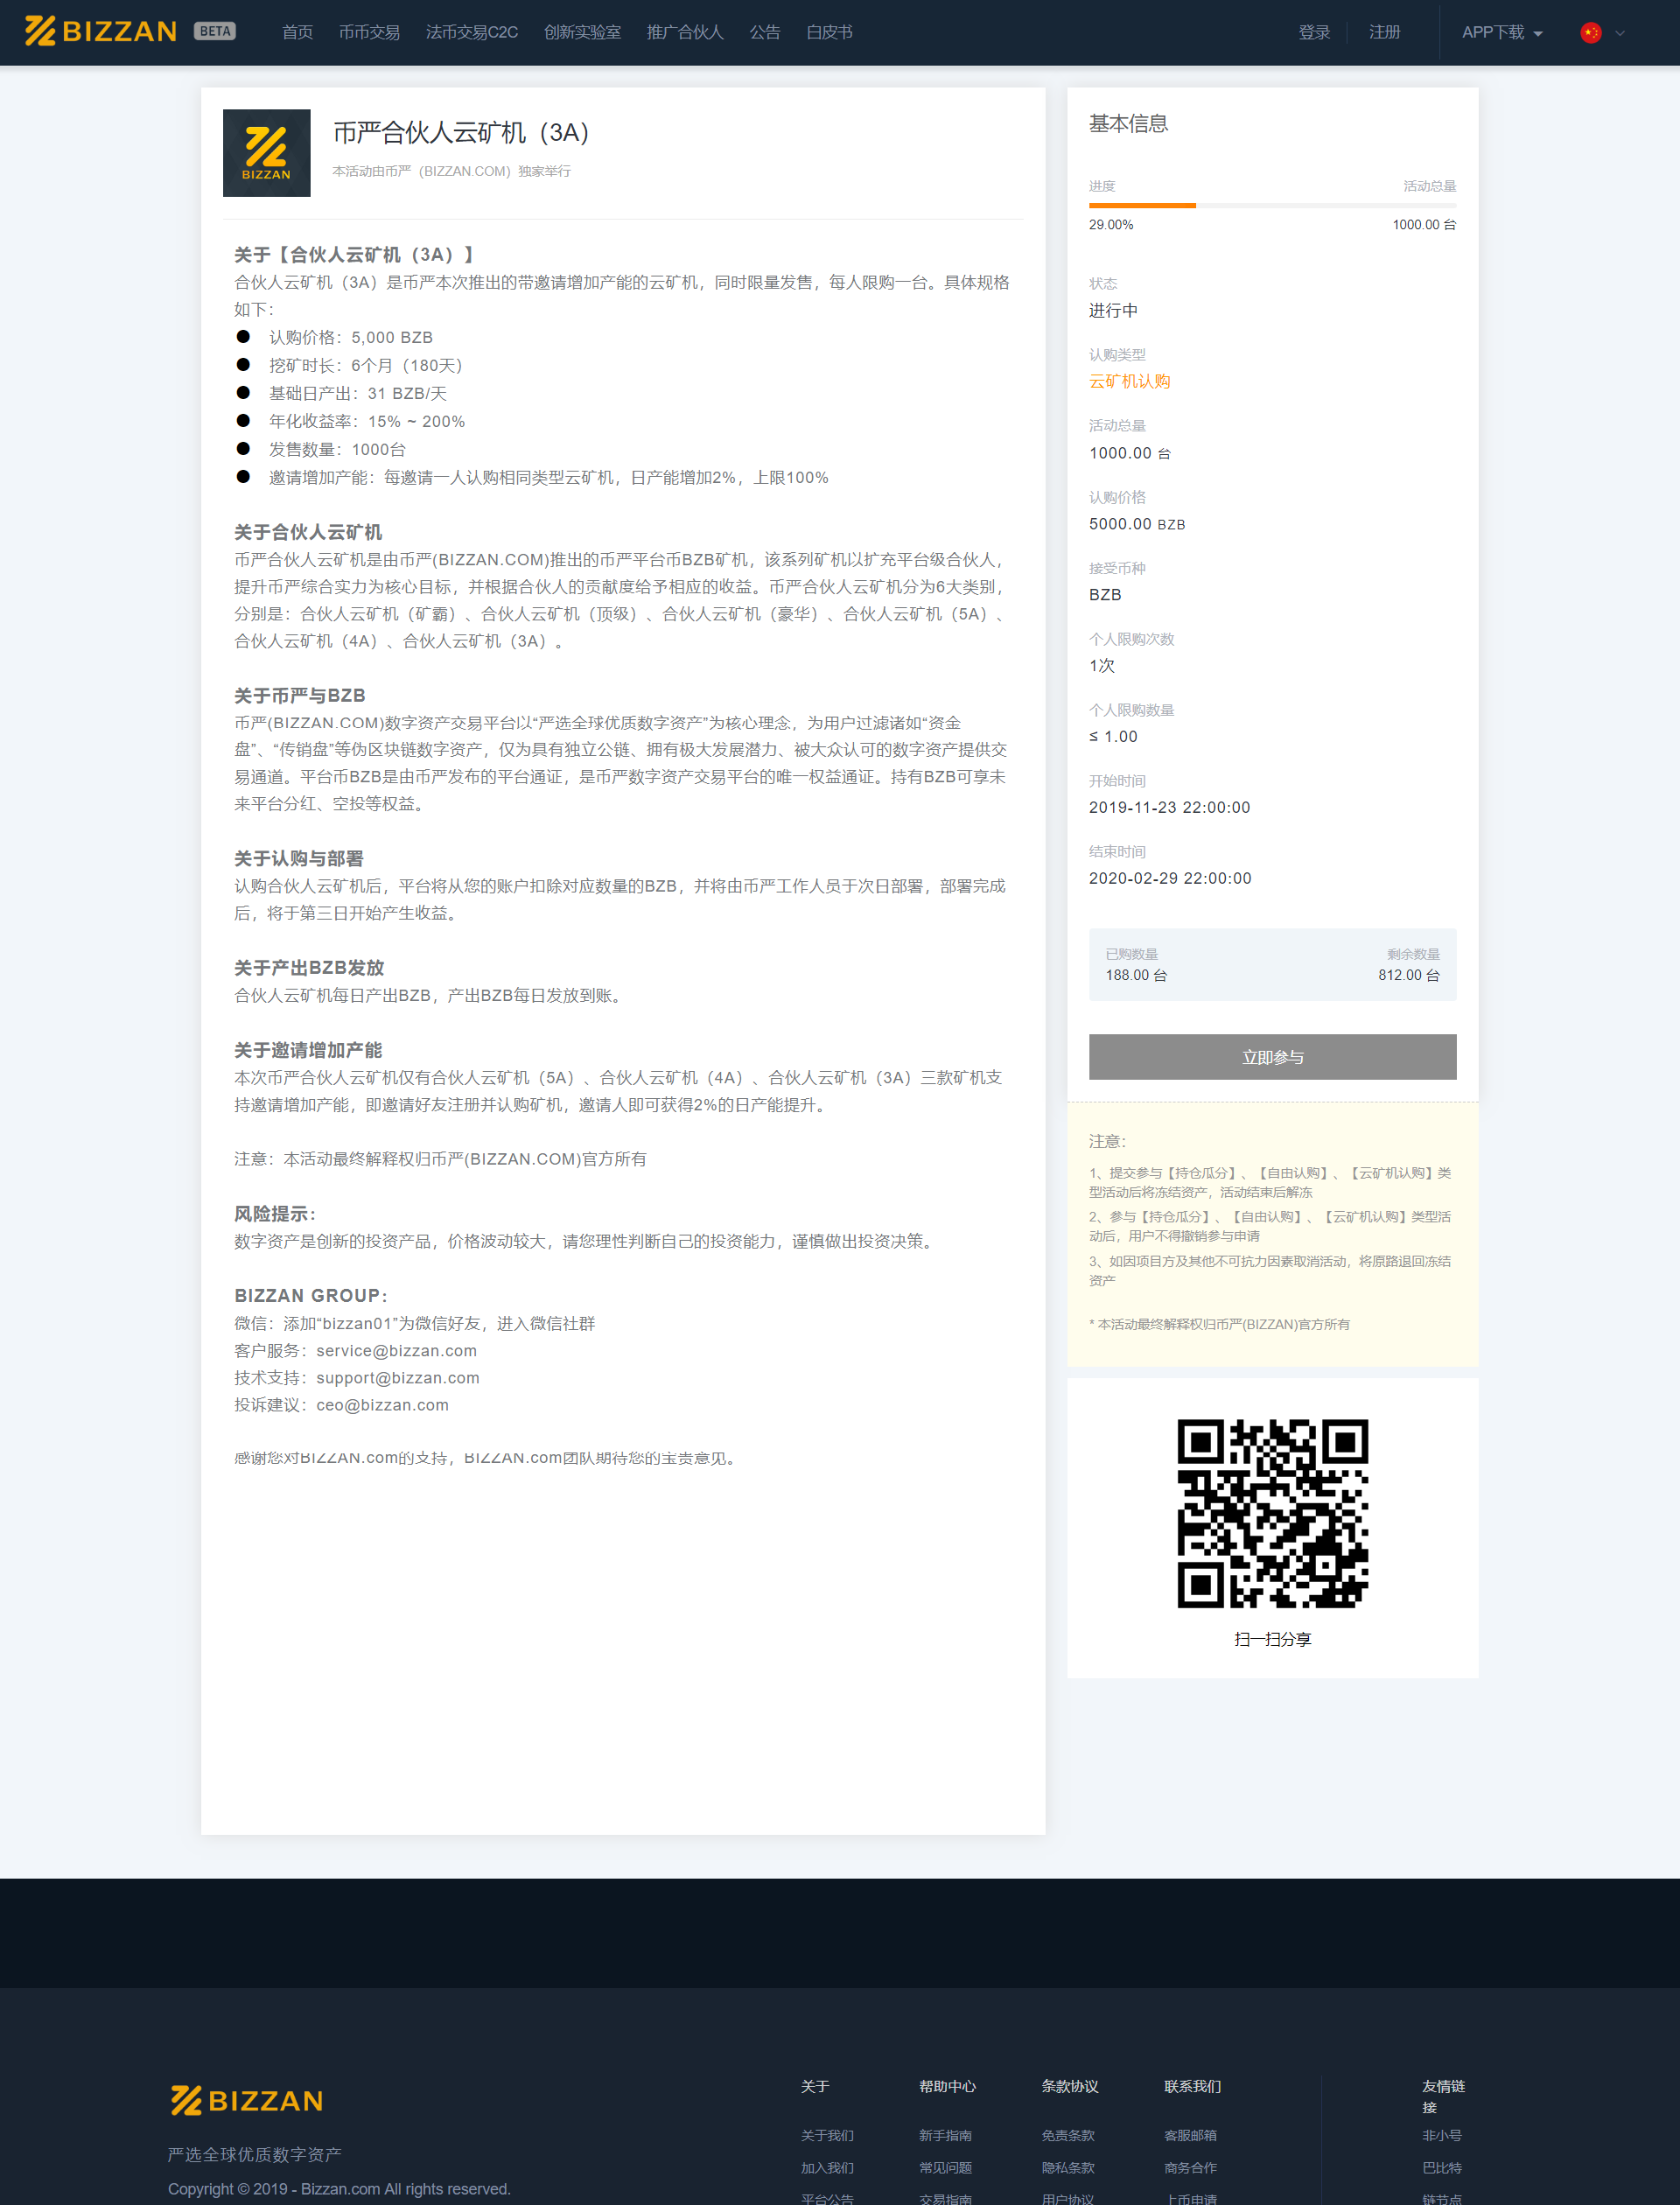 BIZZAN BETA 首页 币币交易 法币交易C2C 创新实验室 推广合伙人 公告 白皮书 登录 注册 APP下载
BIZZAN
币严合伙人云矿机（3A）
本活动由币严（BIZZAN.COM）独家举行
关于【合伙人云矿机（3A）】
合伙人云矿机（3A）是币严本次推出的带邀请增加产能的云矿机，同时限量发售，每人限购一台。具体规格
如下：
● 认购价格：5,000 BZB
● 挖矿时长：6个月（180天）
● 基础日产出：31 BZB/天
● 年化收益率：15% ~ 200%
● 发售数量：1000台
● 邀请增加产能：每邀请一人认购相同类型云矿机，日产能增加2%，上限100%
关于合伙人云矿机
币严合伙人云矿机是由币严(BIZZAN.COM)推出的币严平台币BZB矿机，该系列矿机以扩充平台级合伙人，
提升币严综合实力为核心目标，并根据合伙人的贡献度给予相应的收益。币严合伙人云矿机分为6大类别，
分别是：合伙人云矿机（矿霸）、合伙人云矿机（顶级）、合伙人云矿机（豪华）、合伙人云矿机（5A）、
合伙人云矿机（4A）、合伙人云矿机（3A）。
关于币严与BZB
币严(BIZZAN.COM)数字资产交易平台以“严选全球优质数字资产”为核心理念，为用户过滤诸如“资金
盘”、“传销盘”等伪区块链数字资产，仅为具有独立公链、拥有极大发展潜力、被大众认可的数字资产提供交
易通道。平台币BZB是由币严发布的平台通证，是币严数字资产交易平台的唯一权益通证。持有BZB可享未
来平台分红、空投等权益。
关于认购与部署
认购合伙人云矿机后，平台将从您的账户扣除对应数量的BZB，并将由币严工作人员于次日部署，部署完成
后，将于第三日开始产生收益。
关于产出BZB发放
合伙人云矿机每日产出BZB，产出BZB每日发放到账。
关于邀请增加产能
本次币严合伙人云矿机仅有合伙人云矿机（5A）、合伙人云矿机（4A）、合伙人云矿机（3A）三款矿机支
持邀请增加产能，即邀请好友注册并认购矿机，邀请人即可获得2%的日产能提升。
注意：本活动最终解释权归币严(BIZZAN.COM)官方所有
风险提示：
数字资产是创新的投资产品，价格波动较大，请您理性判断自己的投资能力，谨慎做出投资决策。
BIZZAN GROUP：
微信：添加“bizzan01”为微信好友，进入微信社群
客户服务：service@bizzan.com
技术支持：support@bizzan.com
投诉建议：ceo@bizzan.com
感谢您对BIZZAN.com的支持，BIZZAN.com团队期待您的宝贵意见。
基本信息
进度 活动总量
29.00% 1000.00 台
状态
进行中
认购类型
云矿机认购
活动总量
1000.00 台
认购价格
5000.00 BZB
接受币种
BZB
个人限购次数
1次
个人限购数量
≤ 1.00
开始时间
2019-11-23 22:00:00
结束时间
2020-02-29 22:00:00
已购数量 剩余数量
188.00 台 812.00 台
立即参与
注意：
1、提交参与【持仓瓜分】、【自由认购】、【云矿机认购】类
型活动后将冻结资产，活动结束后解冻
2、参与【持仓瓜分】、【自由认购】、【云矿机认购】类型活
动后，用户不得撤销参与申请
3、如因项目方及其他不可抗力因素取消活动，将原路退回冻结
资产
* 本活动最终解释权归币严(BIZZAN)官方所有
扫一扫分享
BIZZAN
严选全球优质数字资产
Copyright © 2019 - Bizzan.com All rights reserved.
关于 帮助中心 条款协议 联系我们 友情链
接
关于我们 新手指南 免责条款 客服邮箱 非小号
加入我们 常见问题 隐私条款 商务合作 巴比特
平台公告 交易指南 用户协议 上币申请 链节点